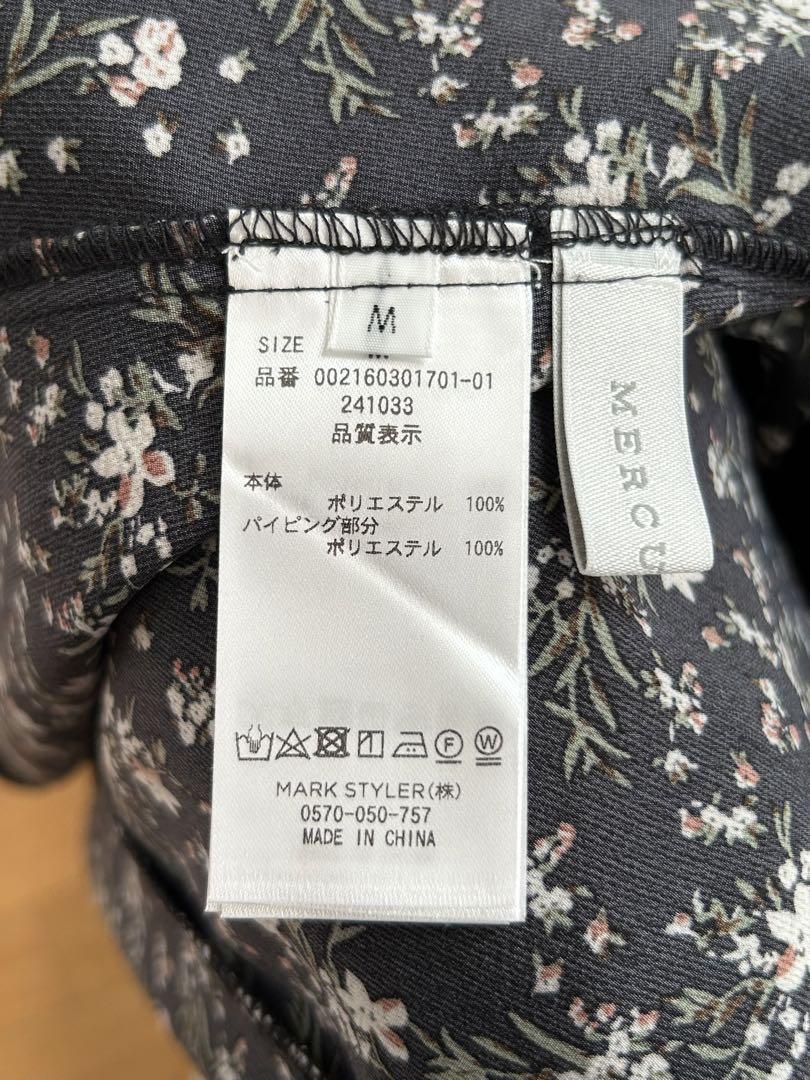 M
SIZE
品番 002160301701-01
241033
品質表示
本体
ポリエステル 100%
パイピング部分
ポリエステル 100%
F W
MARK STYLER(株)
0570-050-757
MADE IN CHINA
MERCU